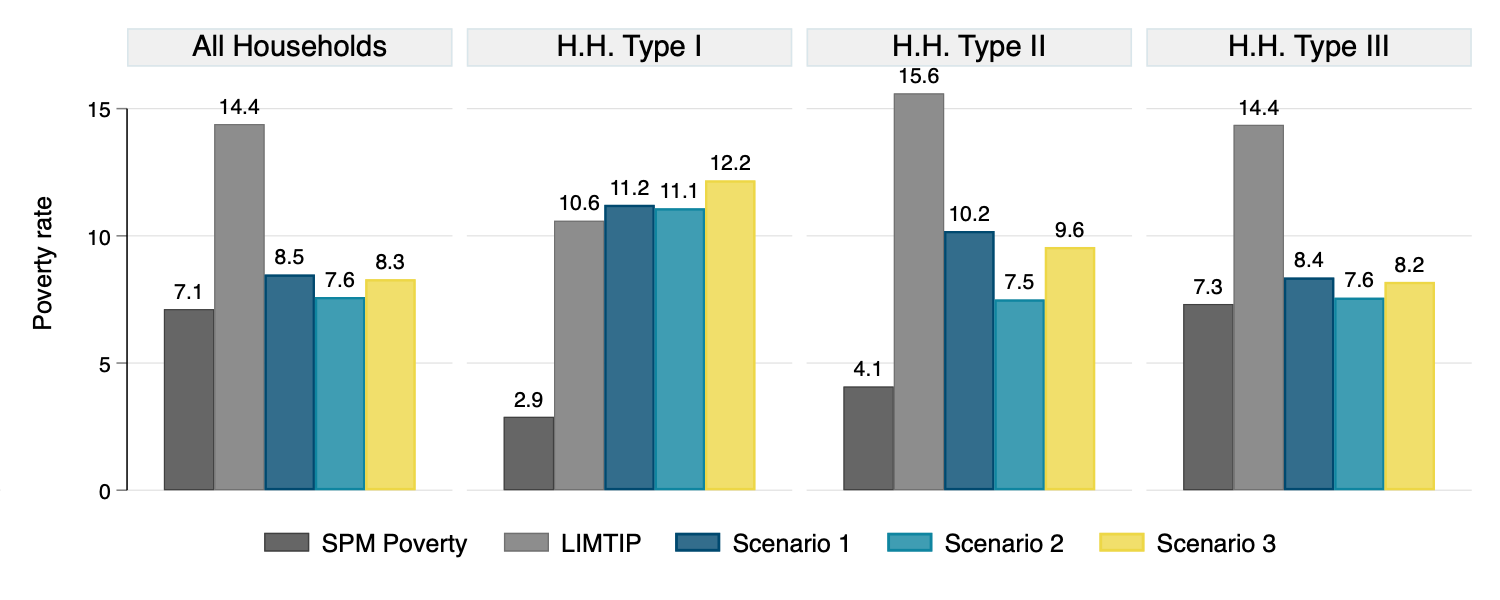 All Households
H.H. Type I
H.H. Type II
H.H. Type III
Poverty rate
15
10
5
0
7.1
14.4
8.5
7.6
8.3
2.9
10.6
11.2
11.1
12.2
4.1
15.6
10.2
7.5
9.6
7.3
14.4
8.4
7.6
8.2
SPM Poverty
LIMTIP
Scenario 1
Scenario 2
Scenario 3